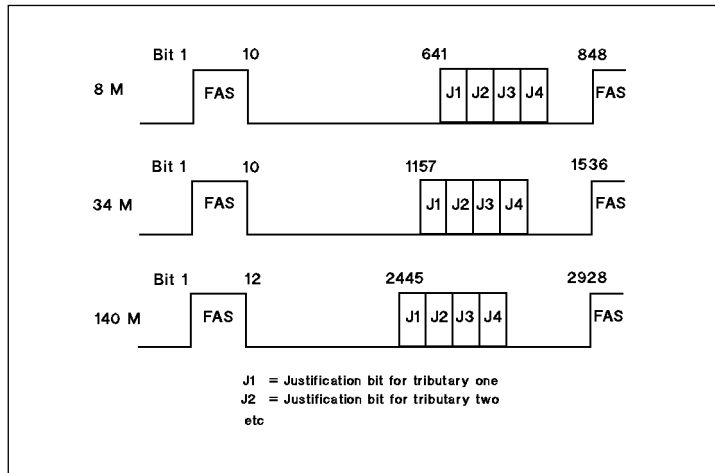 Bit 1 10 641 848
8 M FAS J1 J2 J3 J4 FAS
Bit 1 10 1157 1536
34 M FAS J1 J2 J3 J4 FAS
Bit 1 12 2445 2928
140 M FAS J1 J2 J3 J4 FAS
J1 = Justification bit for tributary one
J2 = Justification bit for tributary two
etc